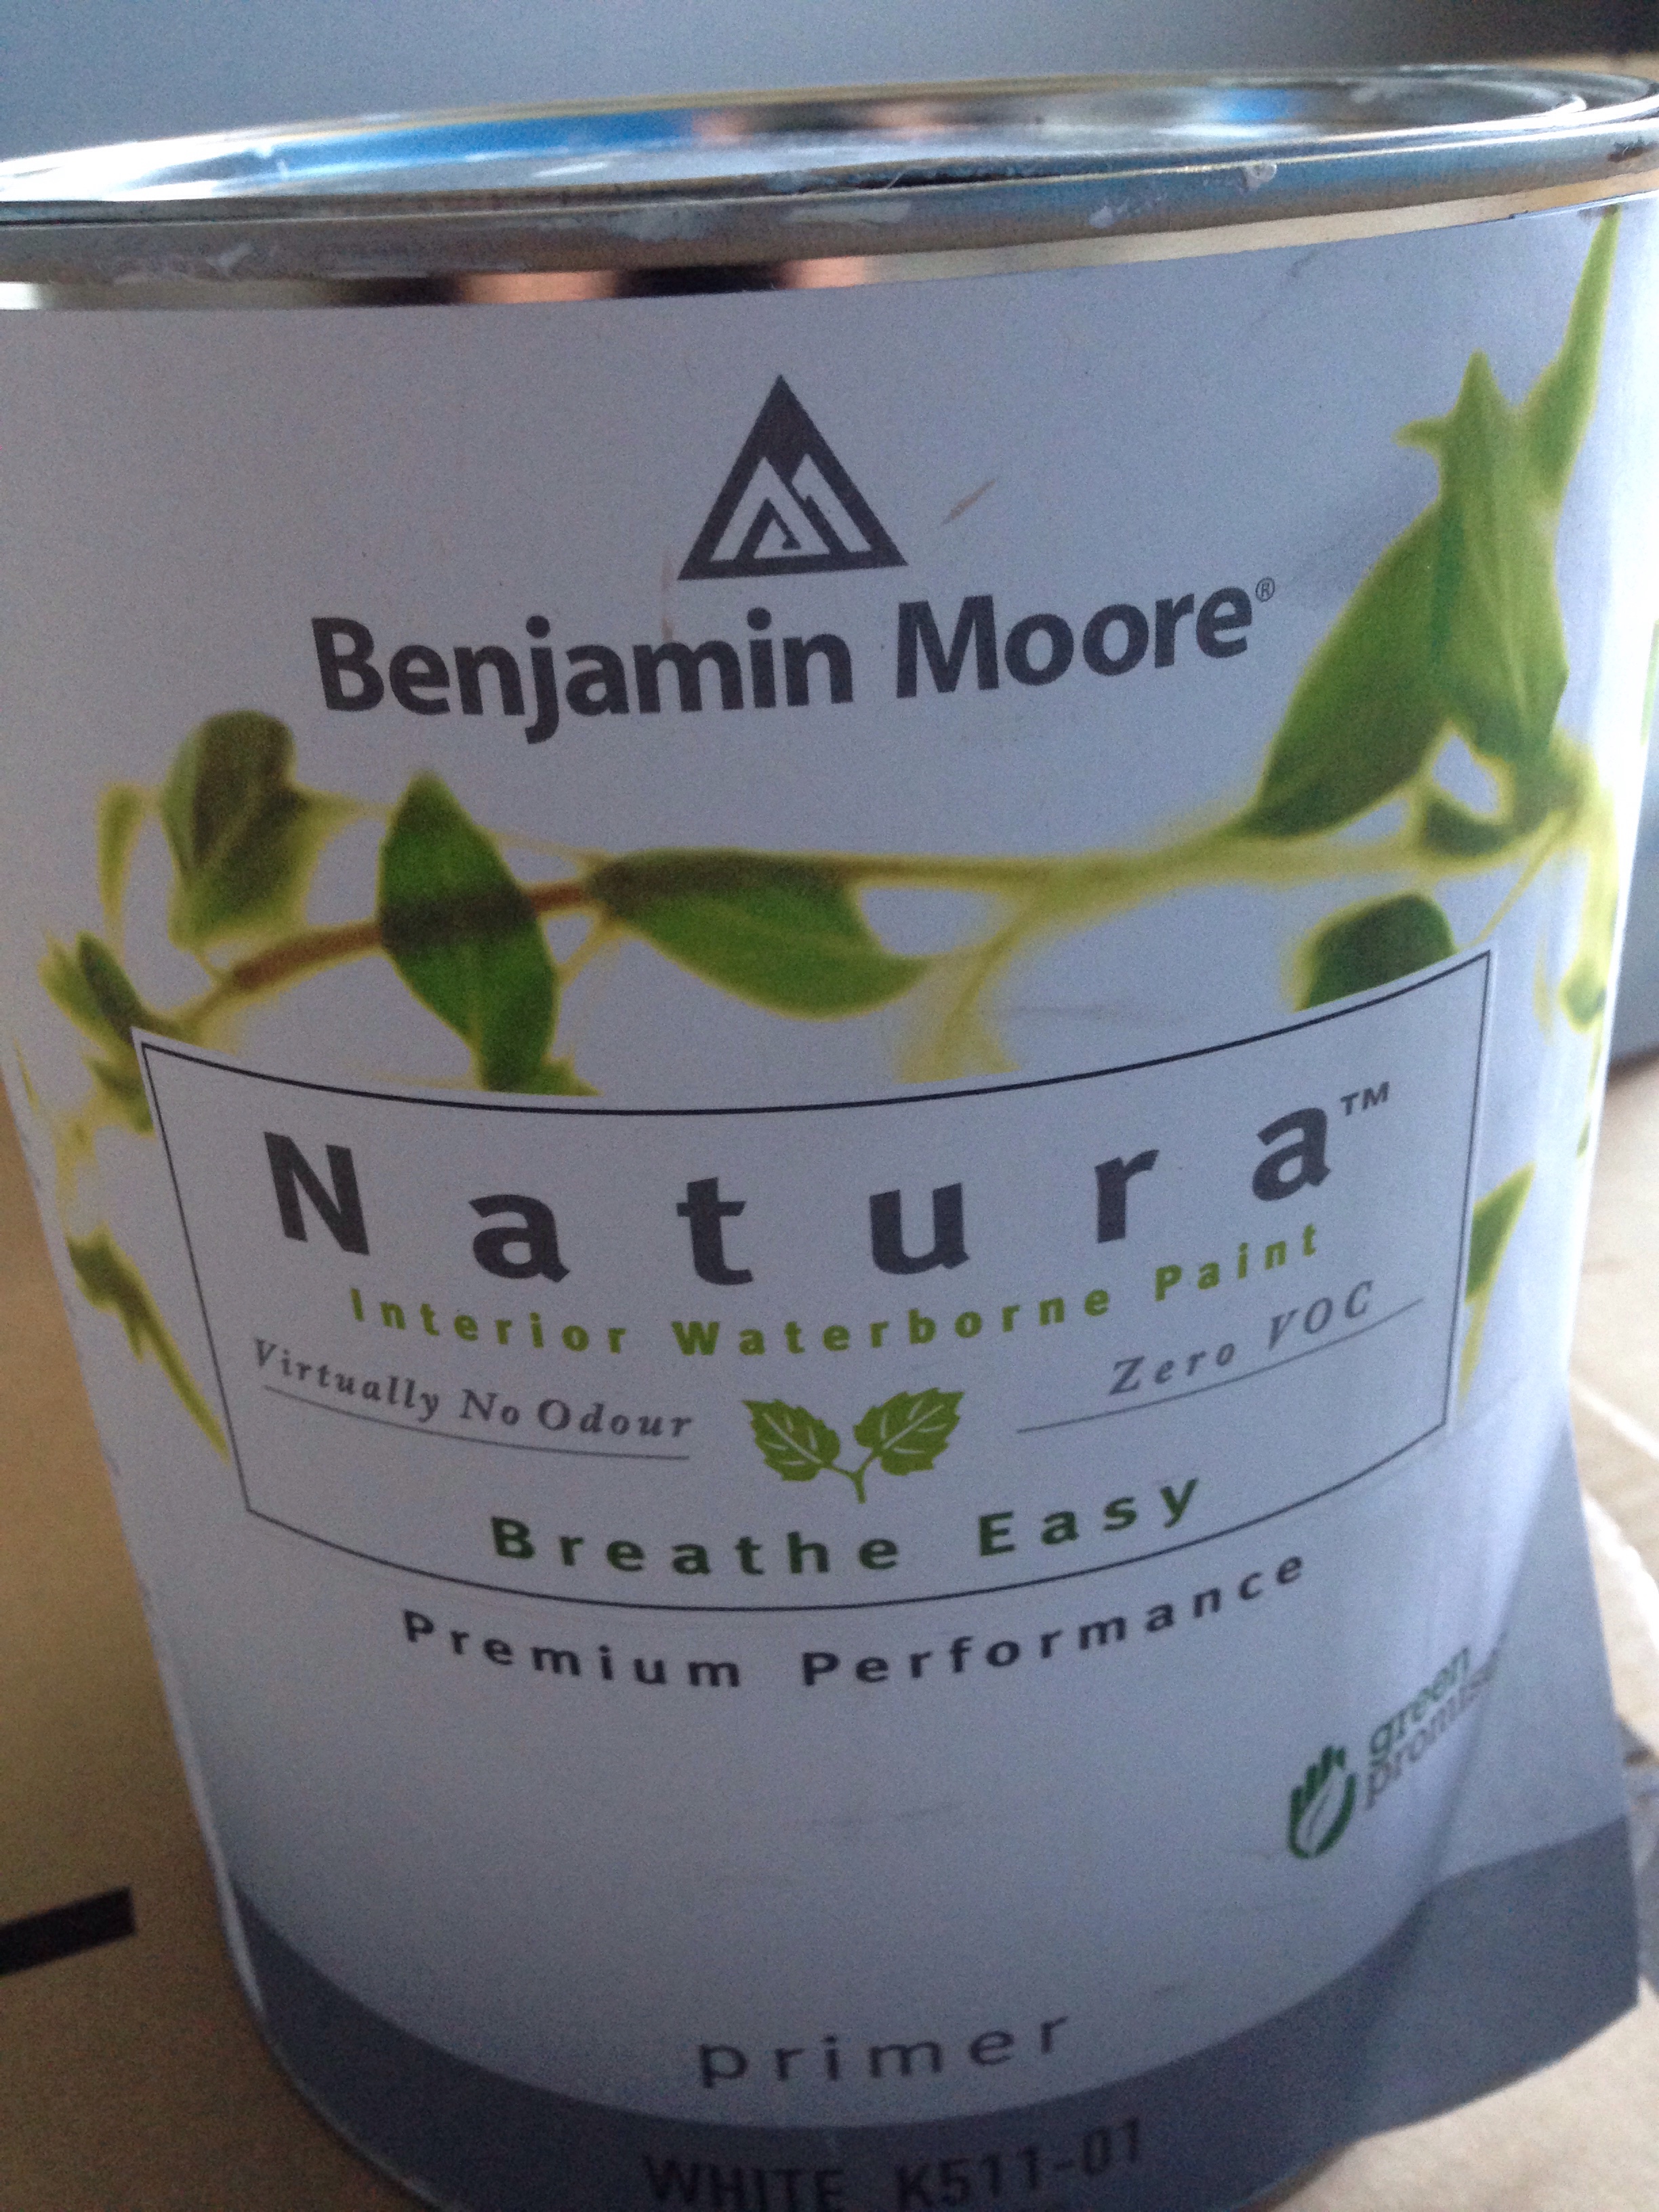 Benjamin Moore®
Natura™
Interior Waterborne Paint
Virtually No Odour
Zero VOC
Breathe Easy
Premium Performance
green
promise
primer
WHITE K511-01